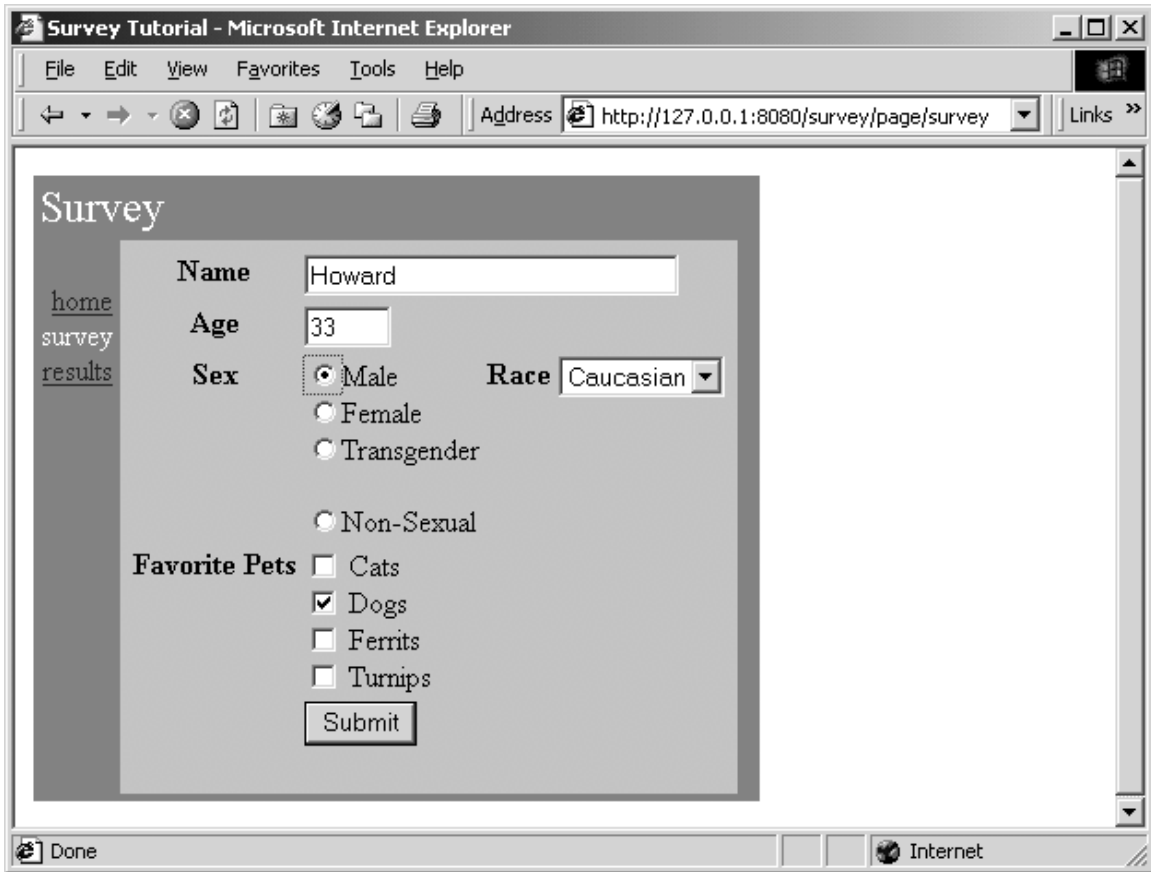 Survey Tutorial - Microsoft Internet Explorer
File Edit View Favorites Tools Help
Address http://127.0.0.1:8080/survey/page/survey Links »
Survey
home
survey
results
Name Howard
Age 33
Sex Male Race Caucasian
Female
Transgender
Non-Sexual
Favorite Pets Cats
Dogs
Ferrits
Turnips
Submit
Done Internet